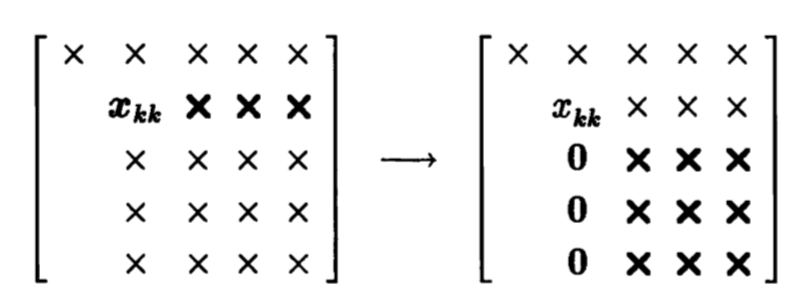 × × × × × × × × × ×
x_kk × × × x_kk × × ×
× × × × → 0 × × ×
× × × × 0 × × ×
× × × × 0 × × ×